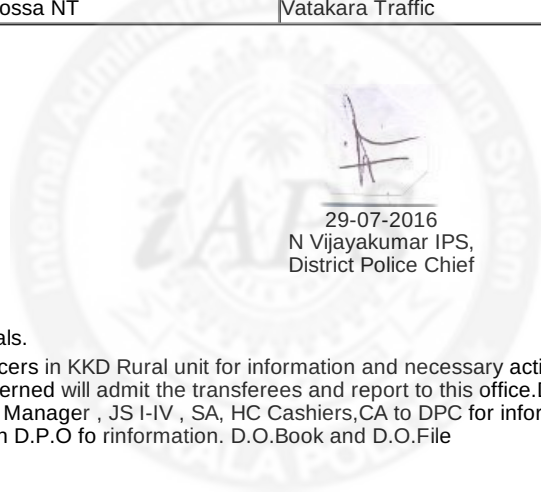 ossa NT Vatakara Traffic
29-07-2016
N Vijayakumar IPS,
District Police Chief
als.
cers in KKD Rural unit for information and necessary acti
erned will admit the transferees and report to this office.D
Manager , JS I-IV , SA, HC Cashiers,CA to DPC for infor
n D.P.O fo rinformation. D.O.Book and D.O.File
iAPS